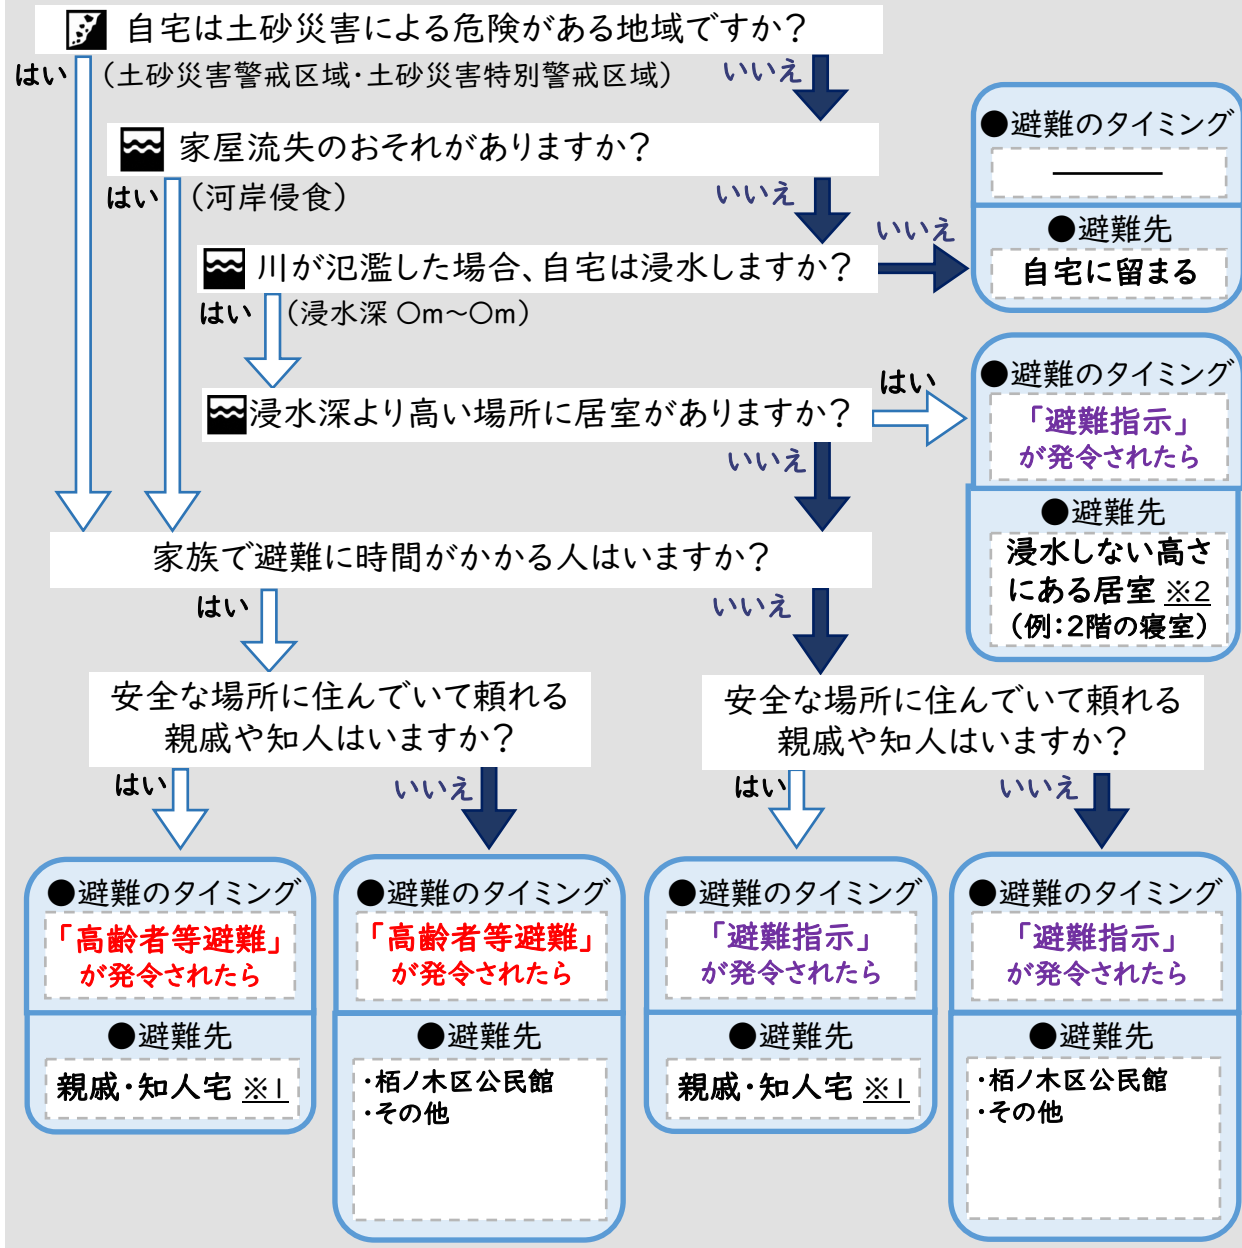 自宅は土砂災害による危険がある地域ですか？
はい
（土砂災害警戒区域・土砂災害特別警戒区域）
いいえ
家屋流失のおそれがありますか？
はい
（河岸侵食）
いいえ
川が氾濫した場合、自宅は浸水しますか？
いいえ
はい
（浸水深 〇m～〇m）
●避難のタイミング
―――
●避難先
自宅に留まる
浸水深より高い場所に居室がありますか？
はい
いいえ
●避難のタイミング
「避難指示」
が発令されたら
●避難先
浸水しない高さ
にある居室 ※2
（例：2階の寝室）
家族で避難に時間がかかる人はいますか？
はい
いいえ
安全な場所に住んでいて頼れる
親戚や知人はいますか？
はい
いいえ
安全な場所に住んでいて頼れる
親戚や知人はいますか？
はい
いいえ
●避難のタイミング
「高齢者等避難」
が発令されたら
●避難先
親戚・知人宅 ※1
●避難のタイミング
「高齢者等避難」
が発令されたら
●避難先
・栢ノ木区公民館
・その他
●避難のタイミング
「避難指示」
が発令されたら
●避難先
親戚・知人宅 ※1
●避難のタイミング
「避難指示」
が発令されたら
●避難先
・栢ノ木区公民館
・その他